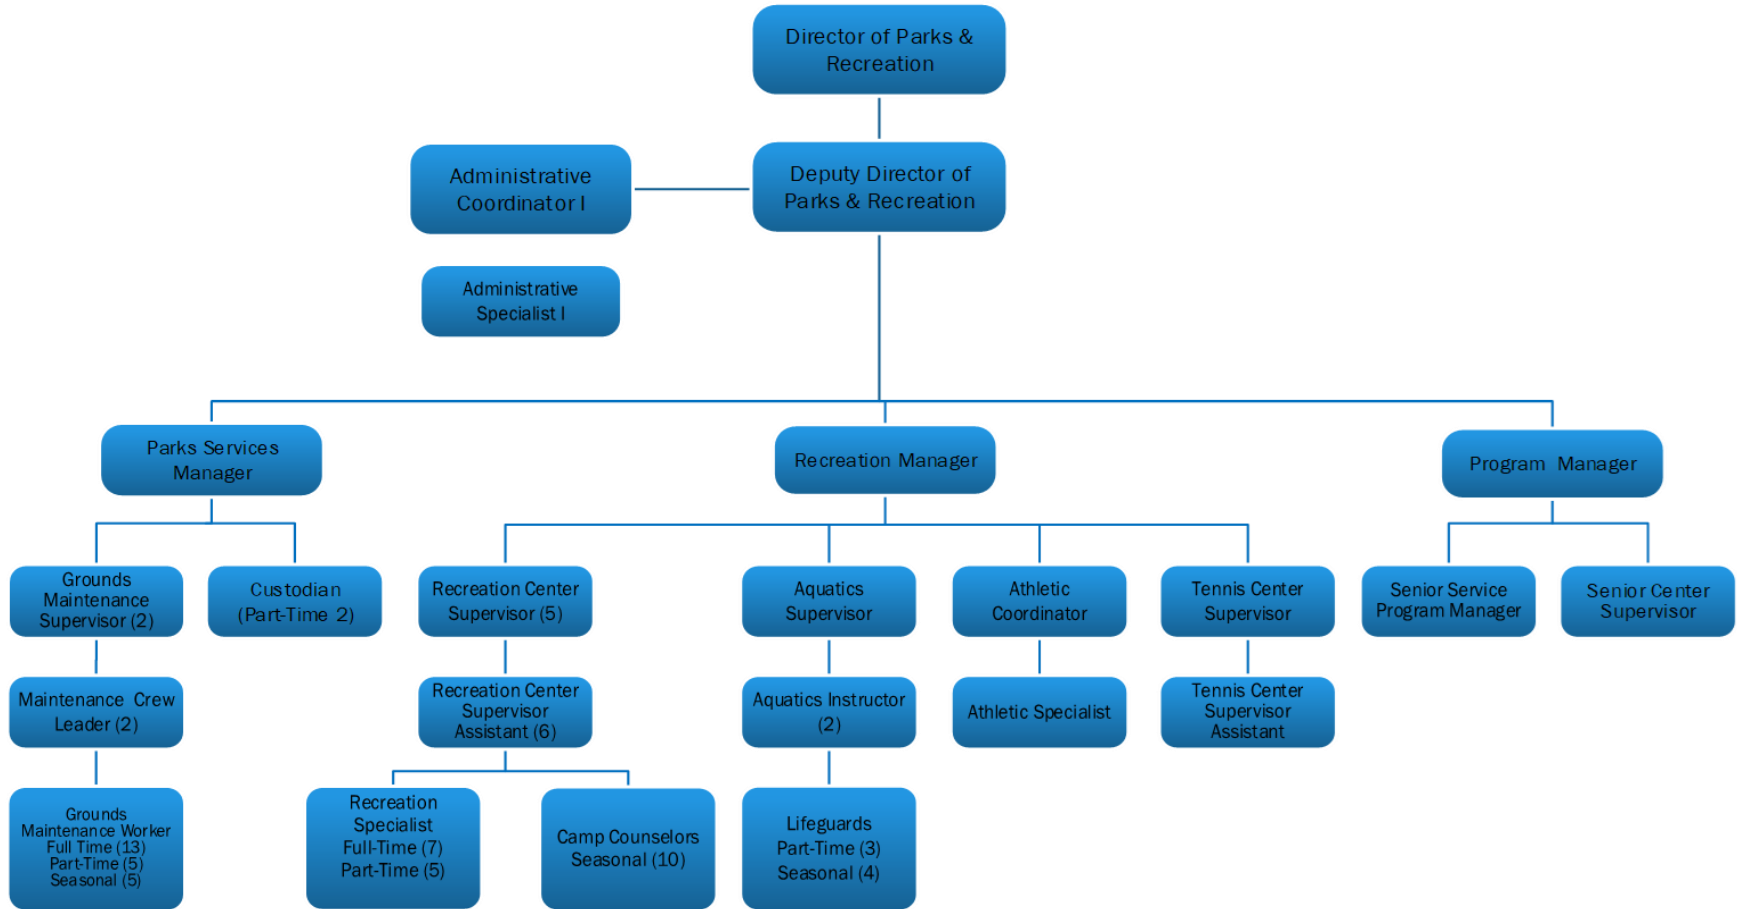 Director of Parks &
Recreation
Administrative
Coordinator I
Deputy Director of
Parks & Recreation
Administrative
Specialist I
Parks Services
Manager
Recreation Manager
Program Manager
Grounds
Maintenance
Supervisor (2)
Custodian
(Part-Time 2)
Recreation Center
Supervisor (5)
Aquatics
Supervisor
Athletic
Coordinator
Tennis Center
Supervisor
Senior Service
Program Manager
Senior Center
Supervisor
Maintenance Crew
Leader (2)
Recreation Center
Supervisor
Assistant (6)
Aquatics Instructor
(2)
Athletic Specialist
Tennis Center
Supervisor
Assistant
Grounds
Maintenance Worker
Full Time (13)
Part-Time (5)
Seasonal (5)
Recreation
Specialist
Full-Time (7)
Part-Time (5)
Camp Counselors
Seasonal (10)
Lifeguards
Part-Time (3)
Seasonal (4)